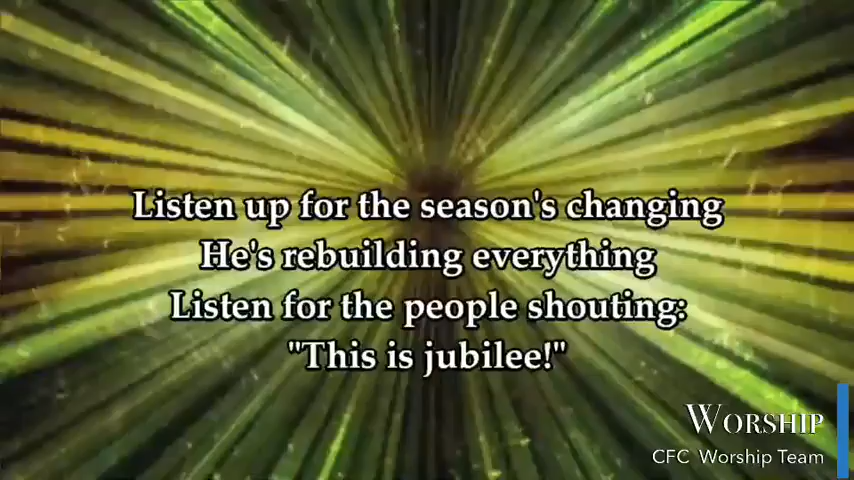 Listen up for the season's changing
He's rebuilding everything
Listen for the people shouting:
"This is jubilee!"
WORSHIP
CFC Worship Team